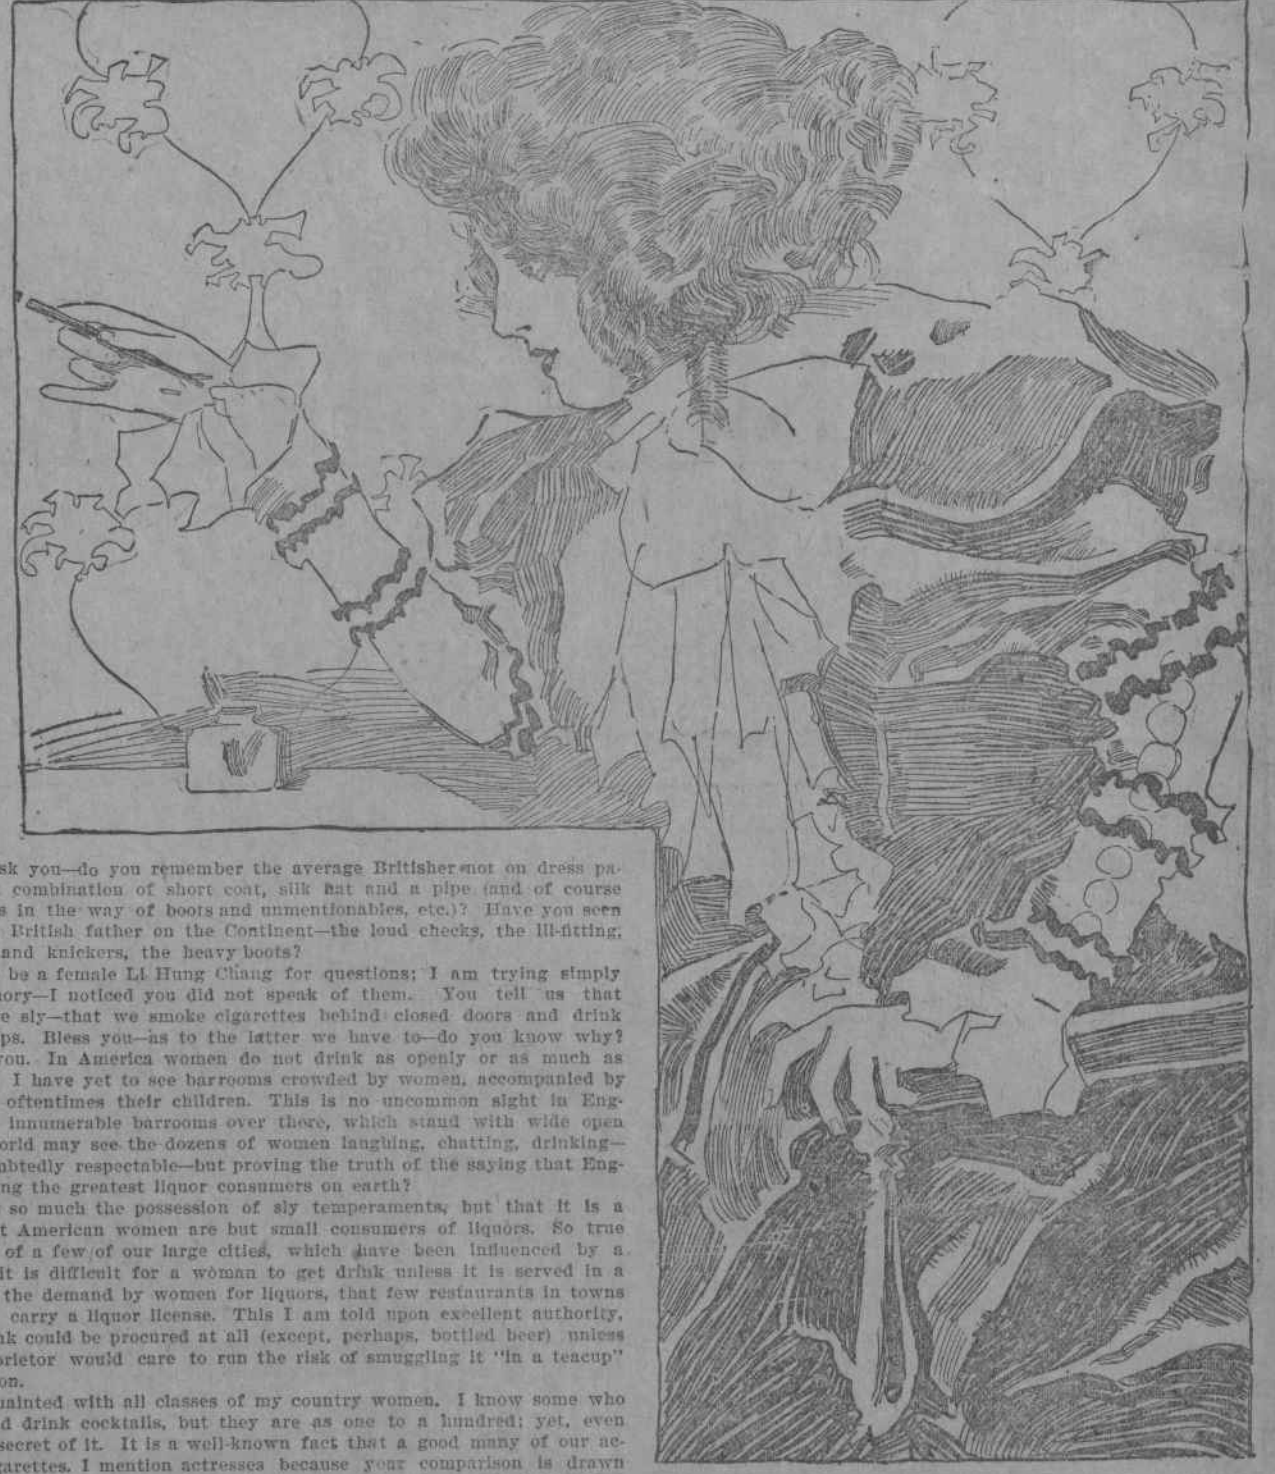 sk you—do you remember the average Britisher not on dress pa-
combination of short coat, silk hat and a pipe (and of course
s in the way of boots and unmentionables, etc.)? Have you seen
British father on the Continent—the loud checks, the ill-fitting,
and knickers, the heavy boots?
be a female Li Hung Chang for questions; I am trying simply
ory—I noticed you did not speak of them. You tell us that
e sly—that we smoke cigarettes behind closed doors and drink
ps. Bless you—as to the latter we have to—do you know why?
ou. In America women do not drink as openly or as much as
I have yet to see barrooms crowded by women, accompanied by
oftentimes their children. This is no uncommon sight in Eng-
innumerable barrooms over there, which stand with wide open
orld may see the dozens of women laughing, chatting, drinking—
ubtedly respectable—but proving the truth of the saying that Eng-
ng the greatest liquor consumers on earth?
so much the possession of sly temperaments, but that it is a
t American women are but small consumers of liquors. So true
of a few of our large cities, which have been influenced by a
it is difficult for a woman to get drink unless it is served in a
the demand by women for liquors, that few restaurants in towns
carry a liquor license. This I am told upon excellent authority,
nk could be procured at all (except, perhaps, bottled beer) unless
prietor would care to run the risk of smuggling it "in a teacup"
on.
uainted with all classes of my country women. I know some who
d drink cocktails, but they are as one to a hundred; yet, even
secret of it. It is a well-known fact that a good many of our ac-
garettes. I mention actresses because your comparison is drawn